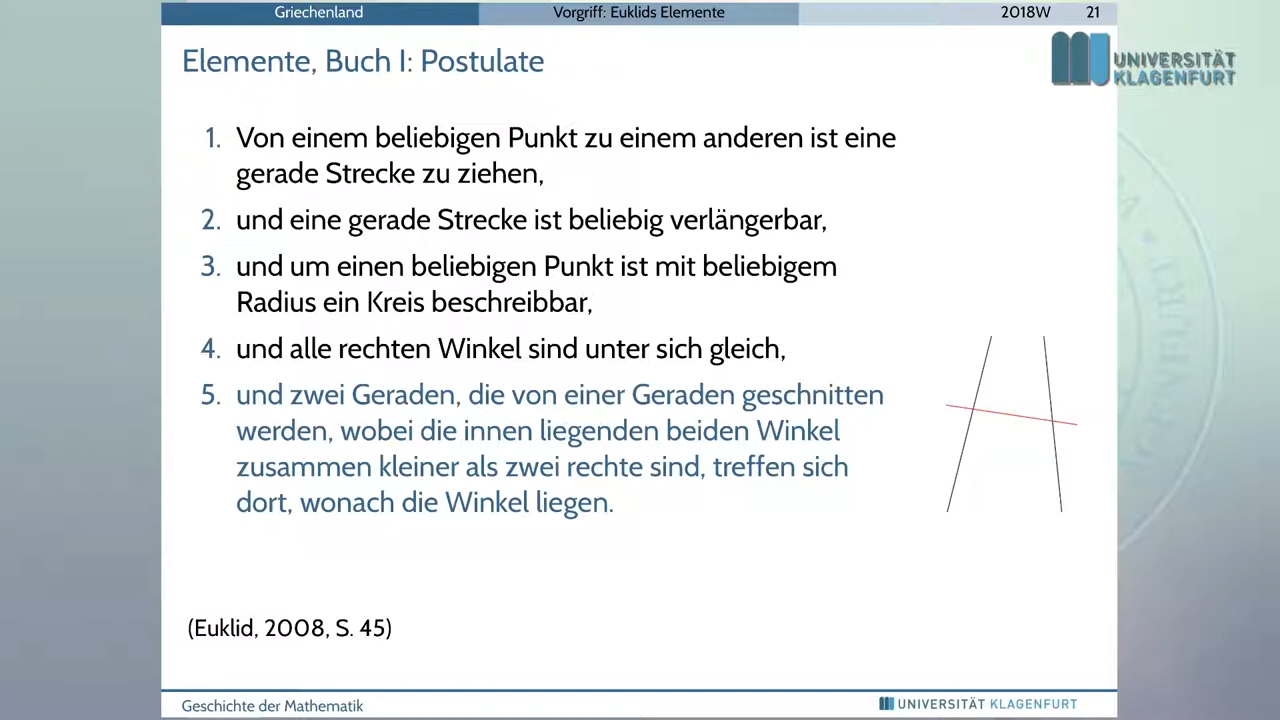 Griechenland Vorgriff: Euklids Elemente 2018W 21
Elemente, Buch I: Postulate
UNIVERSITÄT
KLAGENFURT
1. Von einem beliebigen Punkt zu einem anderen ist eine
gerade Strecke zu ziehen,
2. und eine gerade Strecke ist beliebig verlängerbar,
3. und um einen beliebigen Punkt ist mit beliebigem
Radius ein Kreis beschreibbar,
4. und alle rechten Winkel sind unter sich gleich,
5. und zwei Geraden, die von einer Geraden geschnitten
werden, wobei die innen liegenden beiden Winkel
zusammen kleiner als zwei rechte sind, treffen sich
dort, wonach die Winkel liegen.
(Euklid, 2008, S. 45)
Geschichte der Mathematik UNIVERSITÄT KLAGENFURT